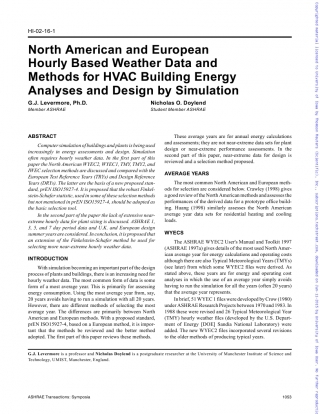 HI-02-16-1
North American and European
Hourly Based Weather Data and
Methods for HVAC Building Energy
Analyses and Design by Simulation
G.J. Levermore, Ph.D.
Member ASHRAE
Nicholas O. Doylend
Student Member ASHRAE
ABSTRACT
Computer simulation of buildings and plants is being used
increasingly in energy assessments and design. Simulation
often requires hourly weather data. In the first part of this
paper the North American WYEC2, WYEC1, TMY, TMY2, and
IWEC selection methods are discussed and compared with the
European Test Reference Years (TRYs) and Design Reference
Years (DRYs). The latter are the basis of a new proposed stan-
dard, prEN ISO15927-4. It is proposed that the robust Finkel-
stein-Schafer statistic, used in some of these selection methods
but not mentioned in prEN ISO15927-4, should be adopted as
the basic selection tool.
In the second part of the paper the lack of extreme/near-
extreme hourly data for plant sizing is discussed. ASHRAE 1,
3, 5, and 7 day period data and U.K. and European design
summer years are considered. In conclusion, it is proposed that
an extension of the Finkelstein-Schafer method be used for
selecting more near-extreme hourly weather data.
INTRODUCTION
With simulation becoming an important part of the design
process of plants and buildings, there is an increasing need for
hourly weather data. The most common form of data is some
form of a most average year. This is primarily for assessing
energy consumption. Using the most average year from, say,
20 years avoids having to run a simulation with all 20 years.
However, there are different methods of selecting the most
average year. The differences are primarily between North
American and European methods. With a proposed standard,
prEN ISO15927-4, based on a European method, it is impor-
tant that the methods be reviewed and the better method
adopted. The first part of this paper reviews these methods.
These average years are for annual energy calculations
and assessments; they are not near-extreme data sets for plant
design or near-extreme performance assessments. In the
second part of this paper, near-extreme data for design is
reviewed and a selection method proposed.
AVERAGE YEARS
The most common North American and European meth-
ods for selection are considered below. Crawley (1998) gives
a good review of the North American methods and assesses the
performances of the derived data for a prototype office build-
ing. Huang (1998) similarly assesses the North American
average year data sets for residential heating and cooling
loads.
WYECS
The ASHRAE WYEC2 User's Manual and Toolkit 1997
(ASHRAE 1997a) gives details of the most used North Amer-
ican average year for energy calculations and operating costs
although there are also Typical Meteorological Years (TMYs)
(see later) from which some WYEC2 files were derived. As
stated above, these years are for energy and operating cost
analyses in which the use of an average year simply avoids
having to run the simulation for all the years (often 20 years)
that the average year represents.
Initially 51 WYEC1 files were developed by Crow (1980)
under ASHRAE Research Projects between 1970 and 1983. In
1988 these were revised and 26 Typical Meteorological Year
(TMY) hourly weather files (developed by the U.S. Depart-
ment of Energy [DOE] Sandia National Laboratory) were
added. The new WYEC2 files incorporated several revisions
to the older methods of producing typical years.
G.J. Levermore is a professor and Nicholas Doylend is a postgraduate researcher at the University of Manchester Institute of Science and
Technology, UMIST, Manchester, England.
ASHRAE Transactions: Symposia
1053